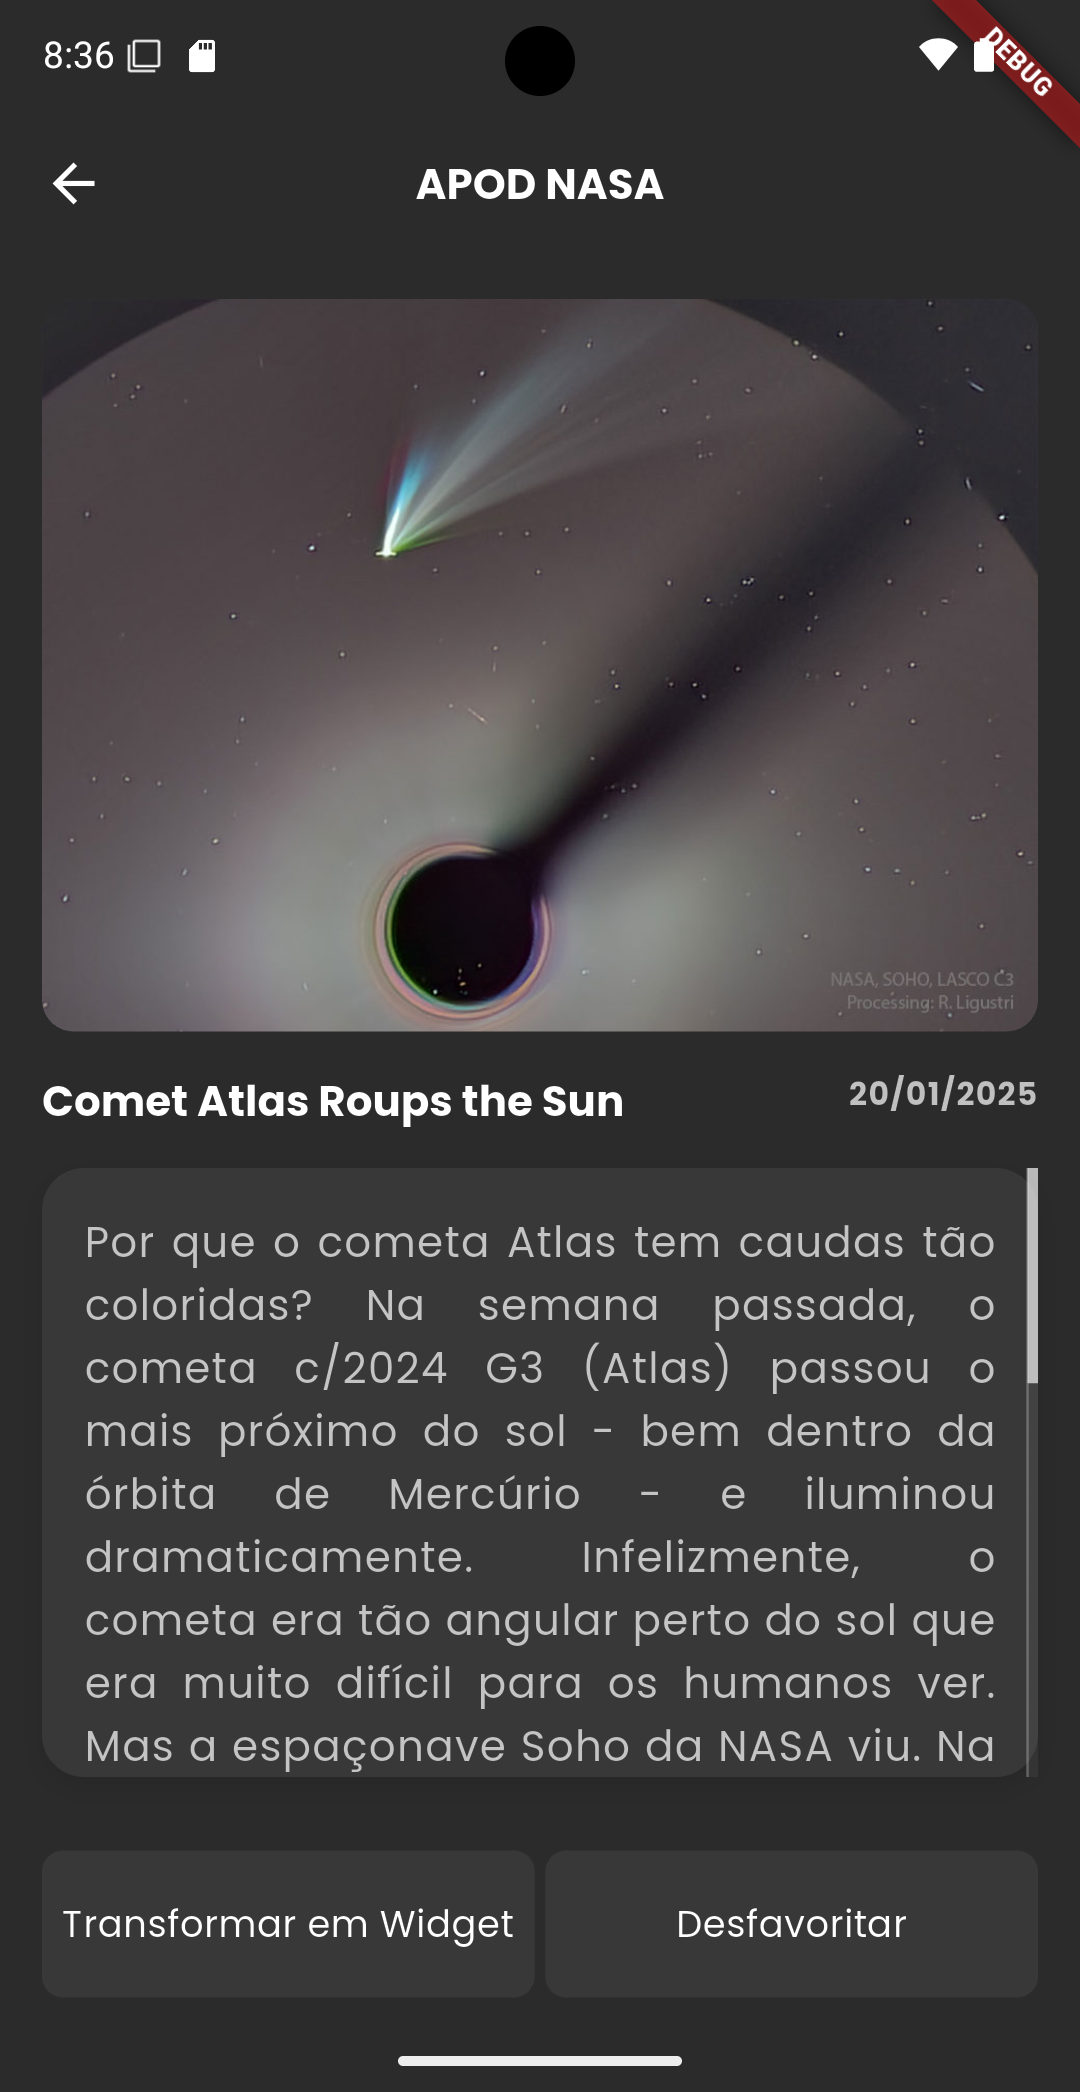 8:36
DEBUG
APOD NASA
NASA, SOHO, LASCO C3
Processing: R. Ligustri
Comet Atlas Roups the Sun
20/01/2025
Por que o cometa Atlas tem caudas tão
coloridas? Na semana passada, o
cometa c/2024 G3 (Atlas) passou o
mais próximo do sol - bem dentro da
órbita de Mercúrio - e iluminou
dramaticamente. Infelizmente, o
cometa era tão angular perto do sol que
era muito difícil para os humanos ver.
Mas a espaçonave Soho da NASA viu. Na
Transformar em Widget
Desfavoritar